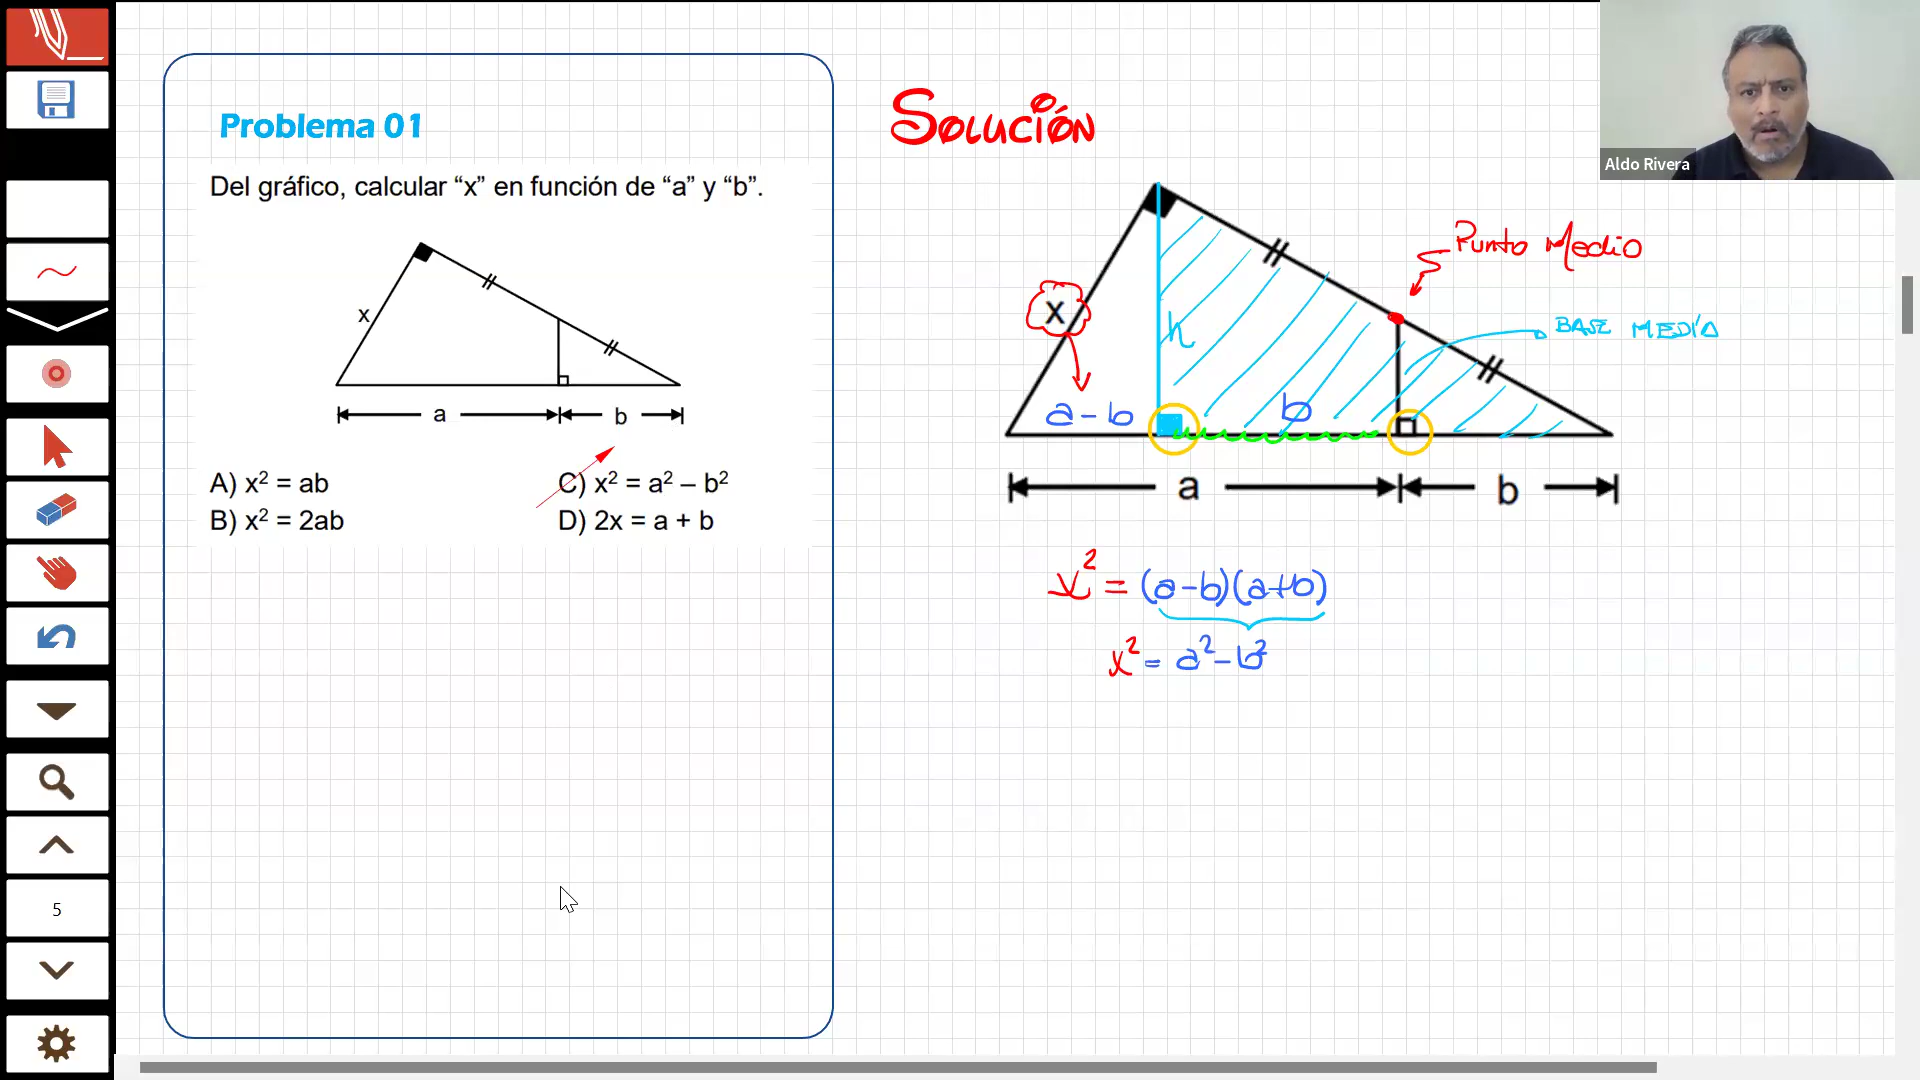 Problema 01
Del gráfico, calcular “x” en función de “a” y “b”.
x
a
b
A) x² = ab
C) x² = a² – b²
B) x² = 2ab
D) 2x = a + b
Solución
Aldo Rivera
Punto Medio
x
h
Base Media
a-b
b
a
b
x² = (a-b)(a+b)
x² = a²-b²
5